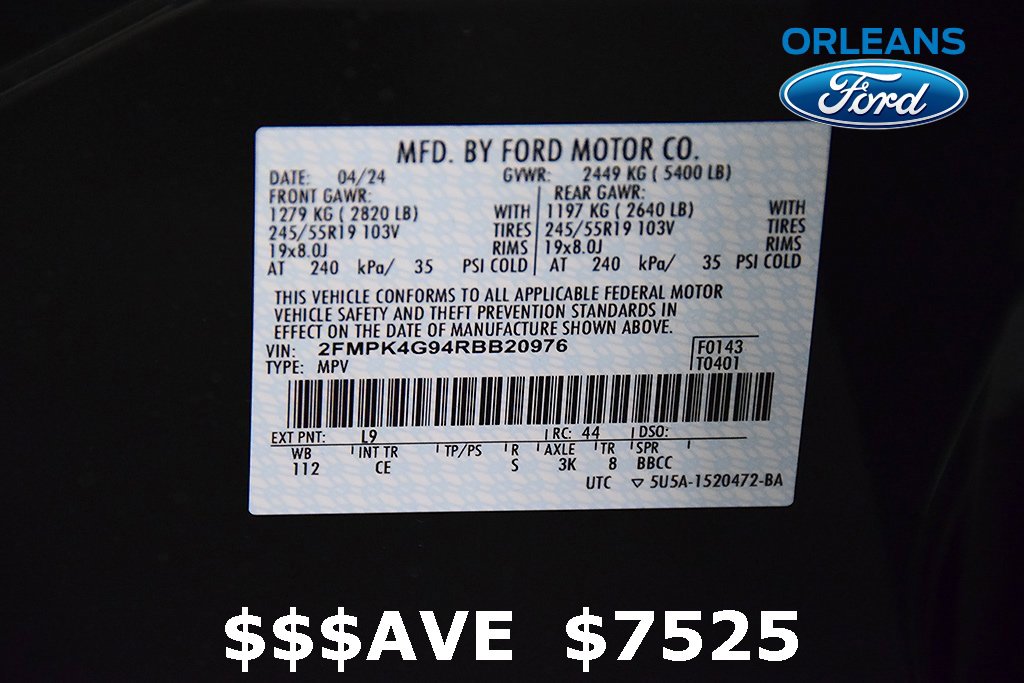 ORLEANS
Ford
MFD. BY FORD MOTOR CO.
DATE: 04/24 GVWR: 2449 KG ( 5400 LB)
FRONT GAWR: REAR GAWR:
1279 KG ( 2820 LB) WITH 1197 KG ( 2640 LB) WITH
245/55R19 103V TIRES 245/55R19 103V TIRES
19x8.0J RIMS 19x8.0J RIMS
AT 240 kPa/ 35 PSI COLD AT 240 kPa/ 35 PSI COLD
THIS VEHICLE CONFORMS TO ALL APPLICABLE FEDERAL MOTOR
VEHICLE SAFETY AND THEFT PREVENTION STANDARDS IN
EFFECT ON THE DATE OF MANUFACTURE SHOWN ABOVE.
VIN: 2FMPK4G94RBB20976 F0143
TYPE: MPV T0401
EXT PNT: L9 RC: 44 DSO:
WB INT TR TP/PS R AXLE TR SPR
112 CE S 3K 8 BBCC
UTC ▽ 5U5A-1520472-BA
$$$AVE $7525